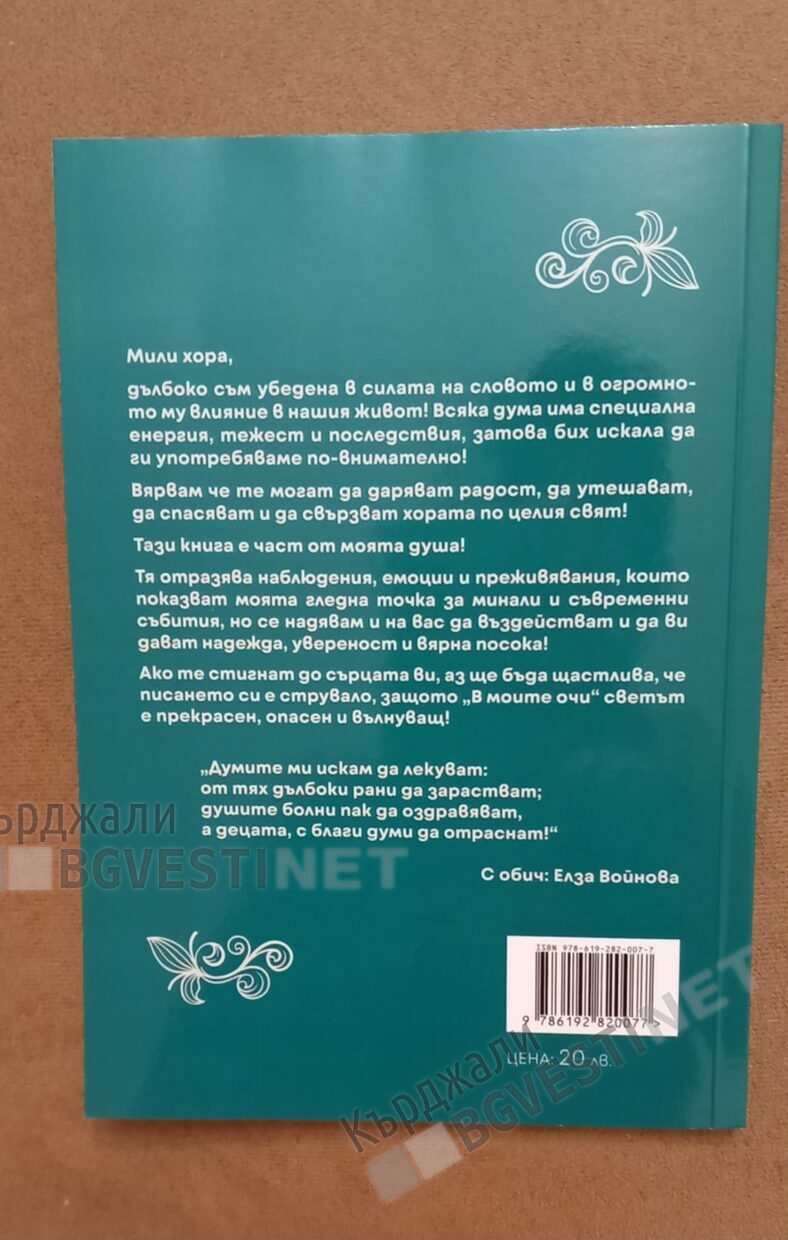 Мили хора,
дълбоко съм убедена в силата на словото и в огромно-
то му влияние в нашия живот! Всяка дума има специална
енергия, тежест и последствия, затова бих искала да
ги употребяваме по-внимателно!
Вярвам че те могат да даряват радост, да утешават,
да спасяват и да свързват хората по целия свят!
Тази книга е част от моята душа!
Тя отразява наблюдения, емоции и преживявания, които
показват моята гледна точка за минали и съвременни
събития, но се надявам и на вас да въздействат и да ви
дават надежда, увереност и вярна посока!
Ако те стигнат до сърцата ви, аз ще бъда щастлива, че
писането си е струвало, защото „В моите очи“ светът
е прекрасен, опасен и вълнуващ!
„Думите ми искам да лекуват:
от тях дълбоки рани да зарастват;
душите болни пак да оздравяват,
а децата, с благи думи да отраснат!“
ърджали
BGVESTINET
С обич: Елза Войнова
ISBN 978-619-282-007-7
9 786192 820077 >
ЦЕНА: 20 лв.
Кърджали
BGVESTINET